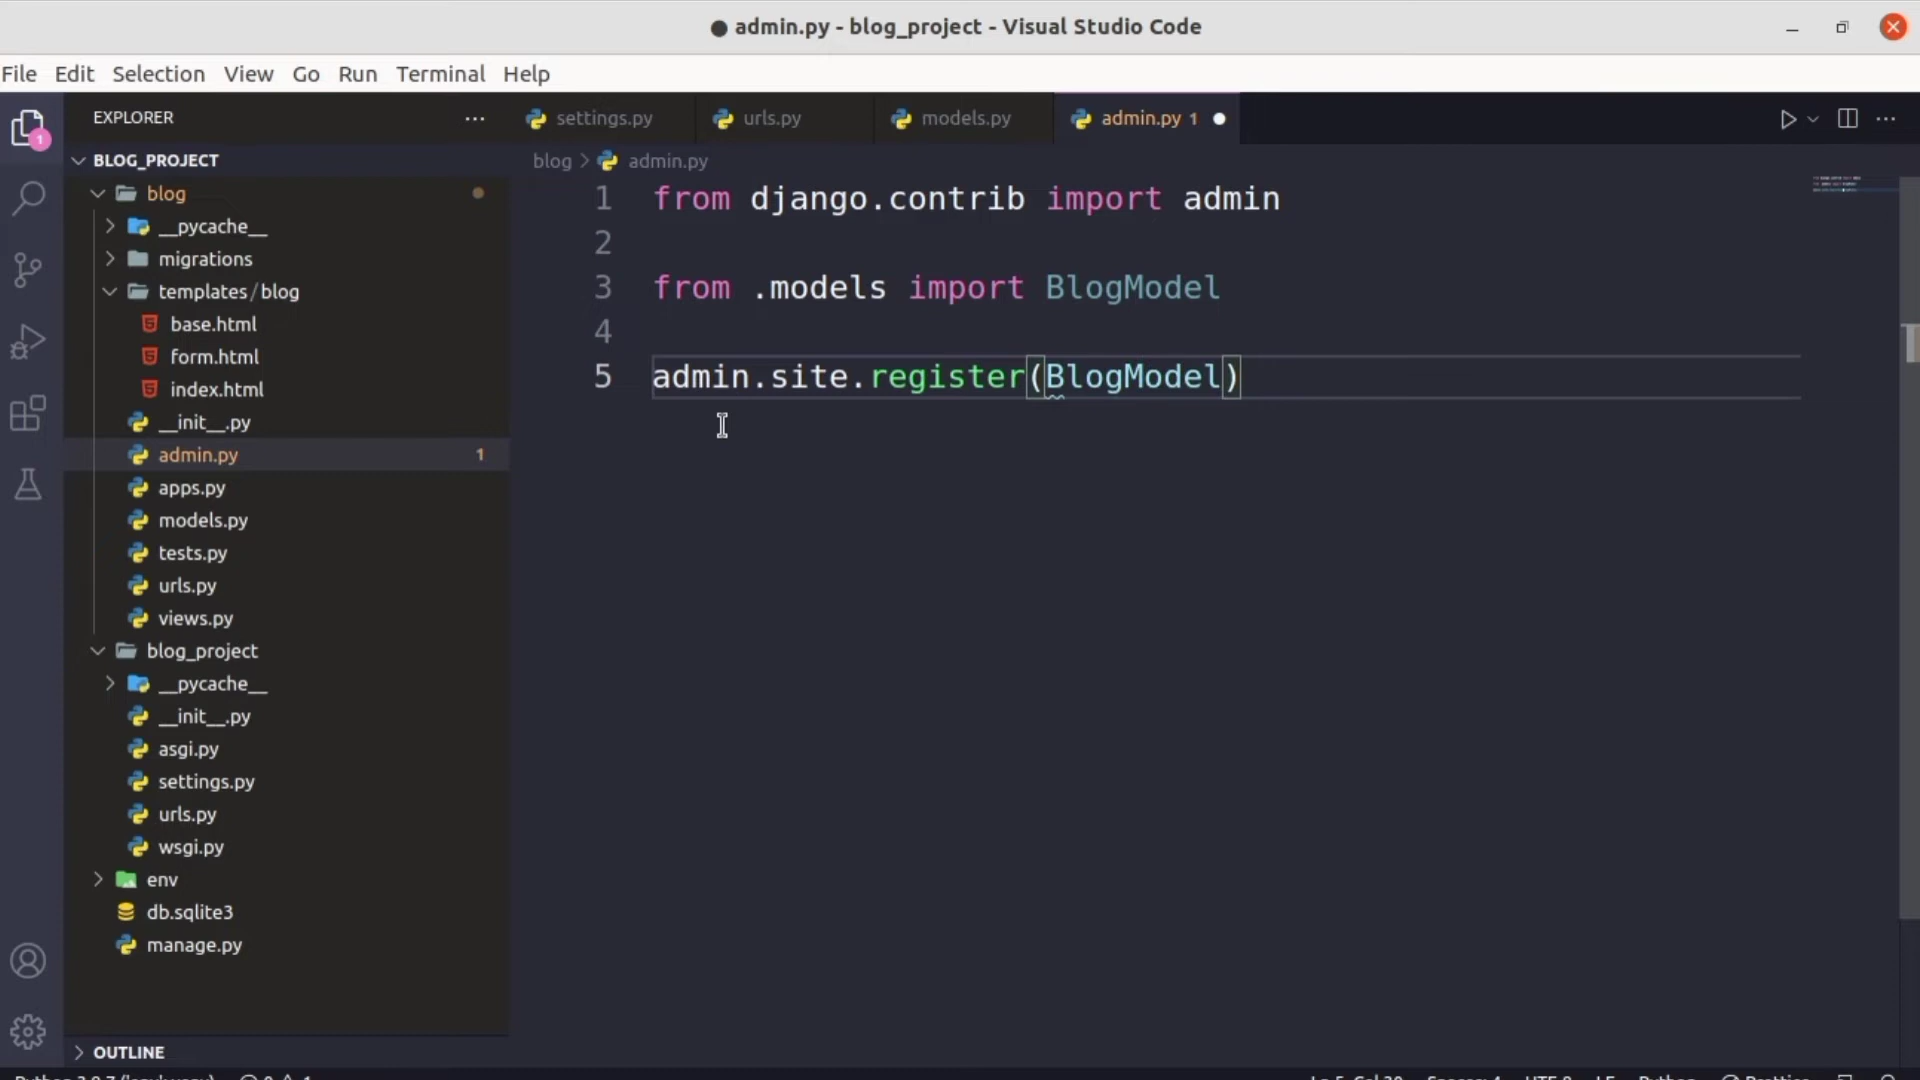 admin.py - blog_project - Visual Studio Code
File Edit Selection View Go Run Terminal Help
1
EXPLORER
BLOG_PROJECT
blog
__pycache__
migrations
templates/blog
base.html
form.html
index.html
__init__.py
admin.py 1
apps.py
models.py
tests.py
urls.py
views.py
blog_project
__pycache__
__init__.py
asgi.py
settings.py
urls.py
wsgi.py
env
db.sqlite3
manage.py
OUTLINE
settings.py urls.py models.py admin.py 1
blog > admin.py
1 from django.contrib import admin
2
3 from .models import BlogModel
4
5 admin.site.register(BlogModel)